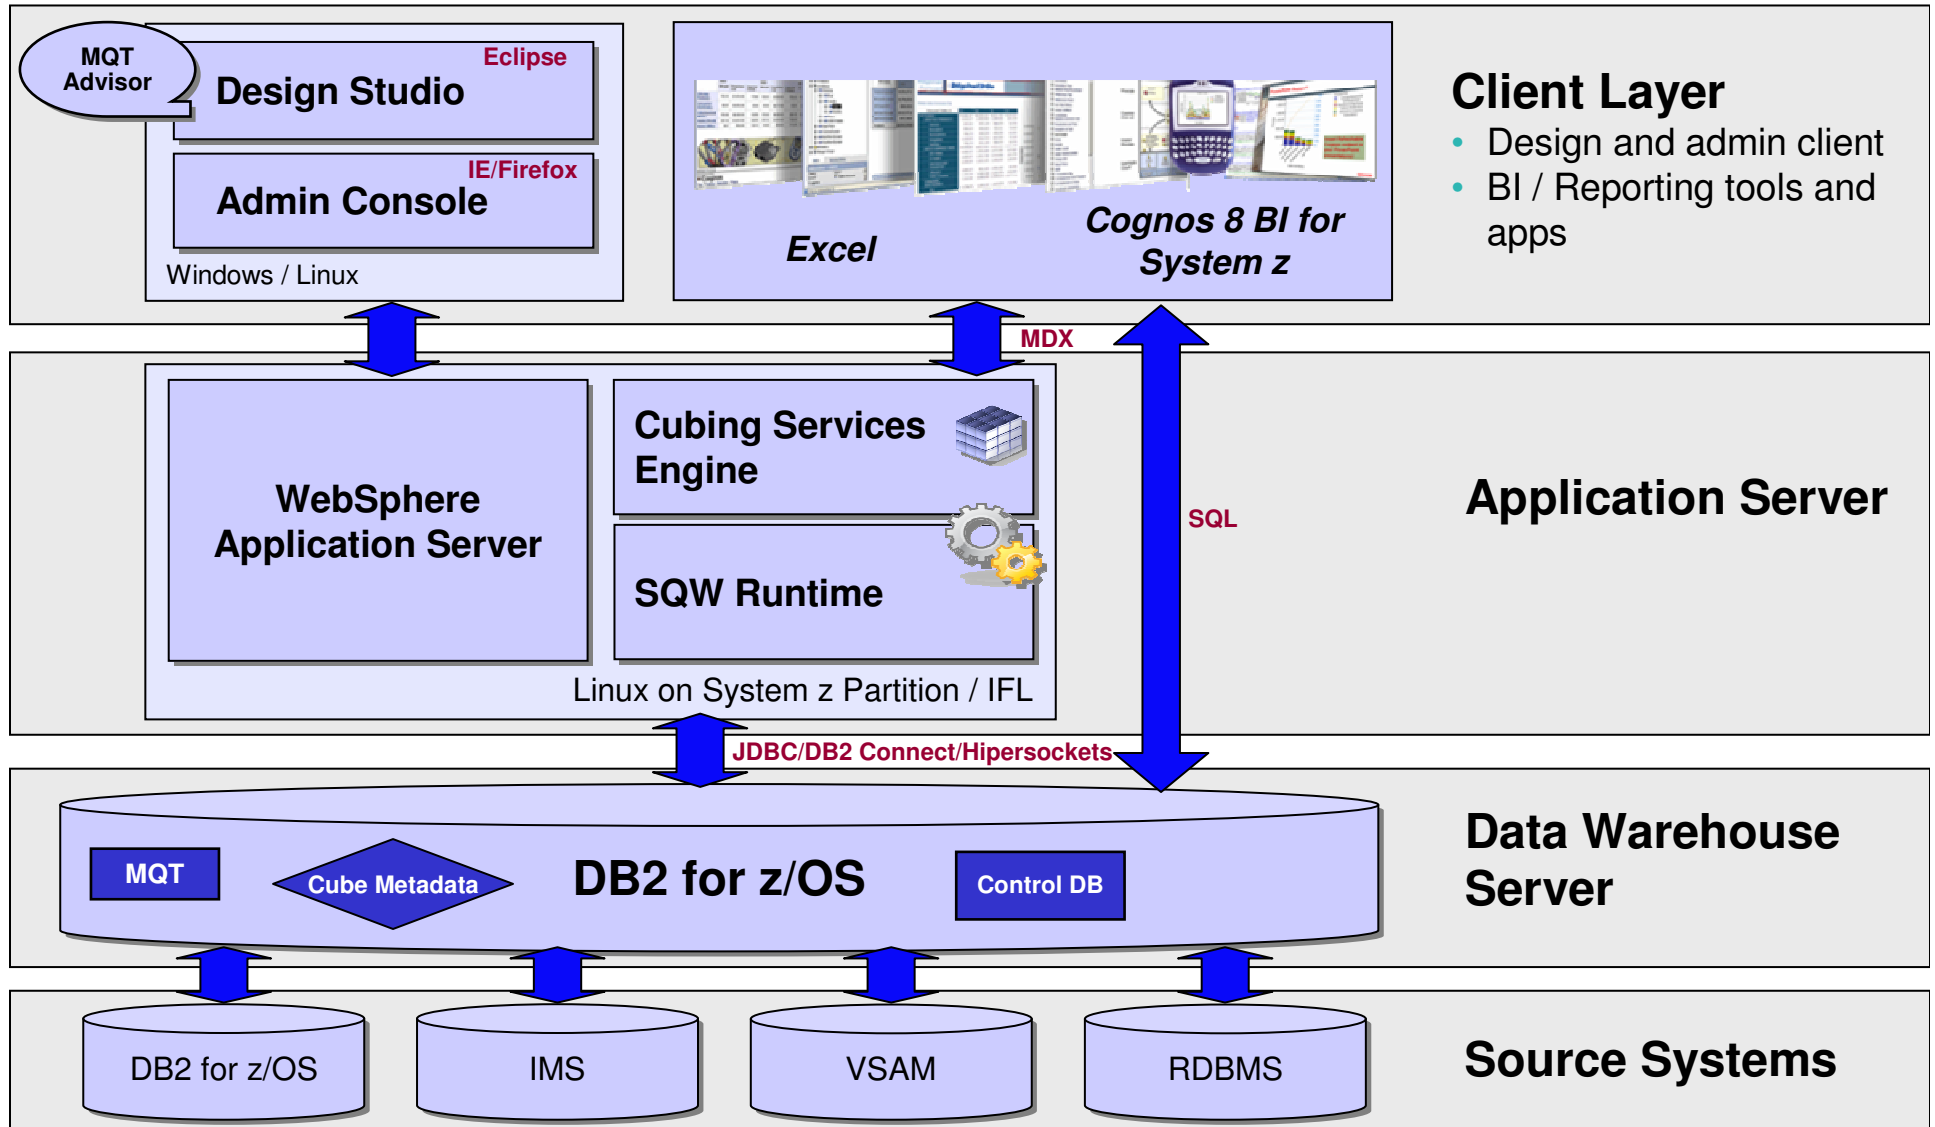 MQT
Advisor
Eclipse
Design Studio
IE/Firefox
Admin Console
Windows / Linux
Excel
Cognos 8 BI for
System z
Client Layer
• Design and admin client
• BI / Reporting tools and
apps
MDX
WebSphere
Application Server
Cubing Services
Engine
SQW Runtime
Linux on System z Partition / IFL
SQL
Application Server
JDBC/DB2 Connect/Hipersockets
MQT
Cube Metadata
DB2 for z/OS
Control DB
Data Warehouse
Server
DB2 for z/OS
IMS
VSAM
RDBMS
Source Systems